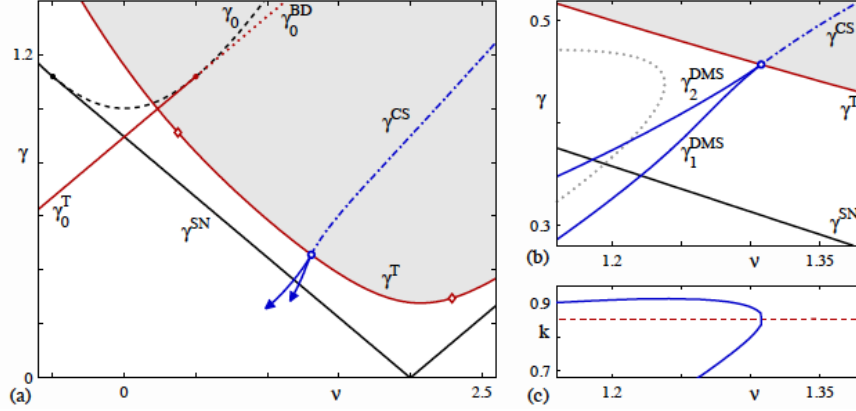 1.2
γ
0
(a)
0
ν
2.5
γ₀
γ₀ᴮᴰ
γ₀ᵀ
γˢᴺ
γᶜˢ
γᵀ
0.5
γ
0.3
(b)
1.2
ν
1.35
γ₂ᴰᴹˢ
γ₁ᴰᴹˢ
γᶜˢ
γᵀ
γˢᴺ
0.9
k
0.7
(c)
1.2
ν
1.35